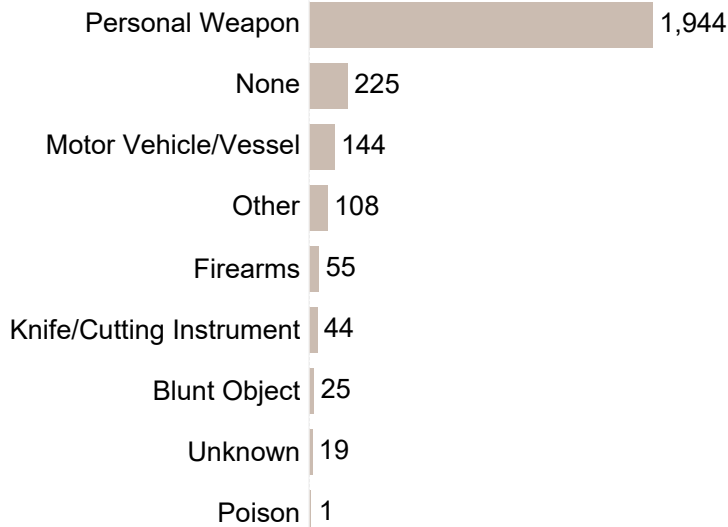 Personal Weapon 1,944
None 225
Motor Vehicle/Vessel 144
Other 108
Firearms 55
Knife/Cutting Instrument 44
Blunt Object 25
Unknown 19
Poison 1